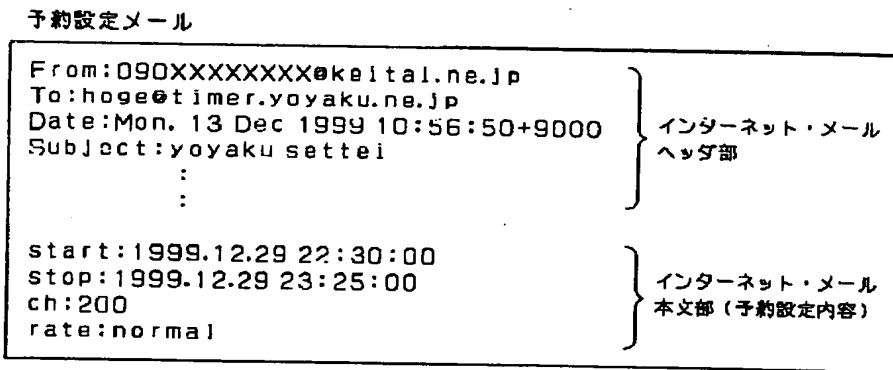 予約設定メール
From:090XXXXXXXX@keitai.ne.jp
To:hoge@timer.yoyaku.ne.jp
Date:Mon. 13 Dec 1999 10:56:50+9000
Subject:yoyaku settei
:
:
インターネット・メール
ヘッダ部
start:1999.12.29 22:30:00
stop:1999.12.29 23:25:00
ch:200
rate:normal
インターネット・メール
本文部(予約設定内容)